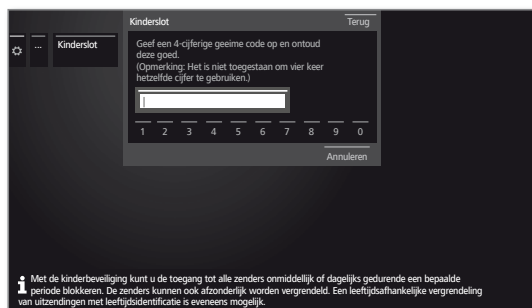 Kinderslot
Terug
...
Kinderslot
Geef een 4-cijferige geeime code op en ontoud
deze goed.
(Opmerking: Het is niet toegestaan om vier keer
hetzelfde cijfer te gebruiken.)
1 2 3 4 5 6 7 8 9 0
Annuleren
Met de kinderbeveiliging kunt u de toegang tot alle zenders onmiddellijk of dagelijks gedurende een bepaalde
periode blokkeren. De zenders kunnen ook afzonderlijk worden vergrendeld. Een leeftijdsafhankelijke vergrendeling
van uitzendingen met leeftijdsidentificatie is eveneens mogelijk.